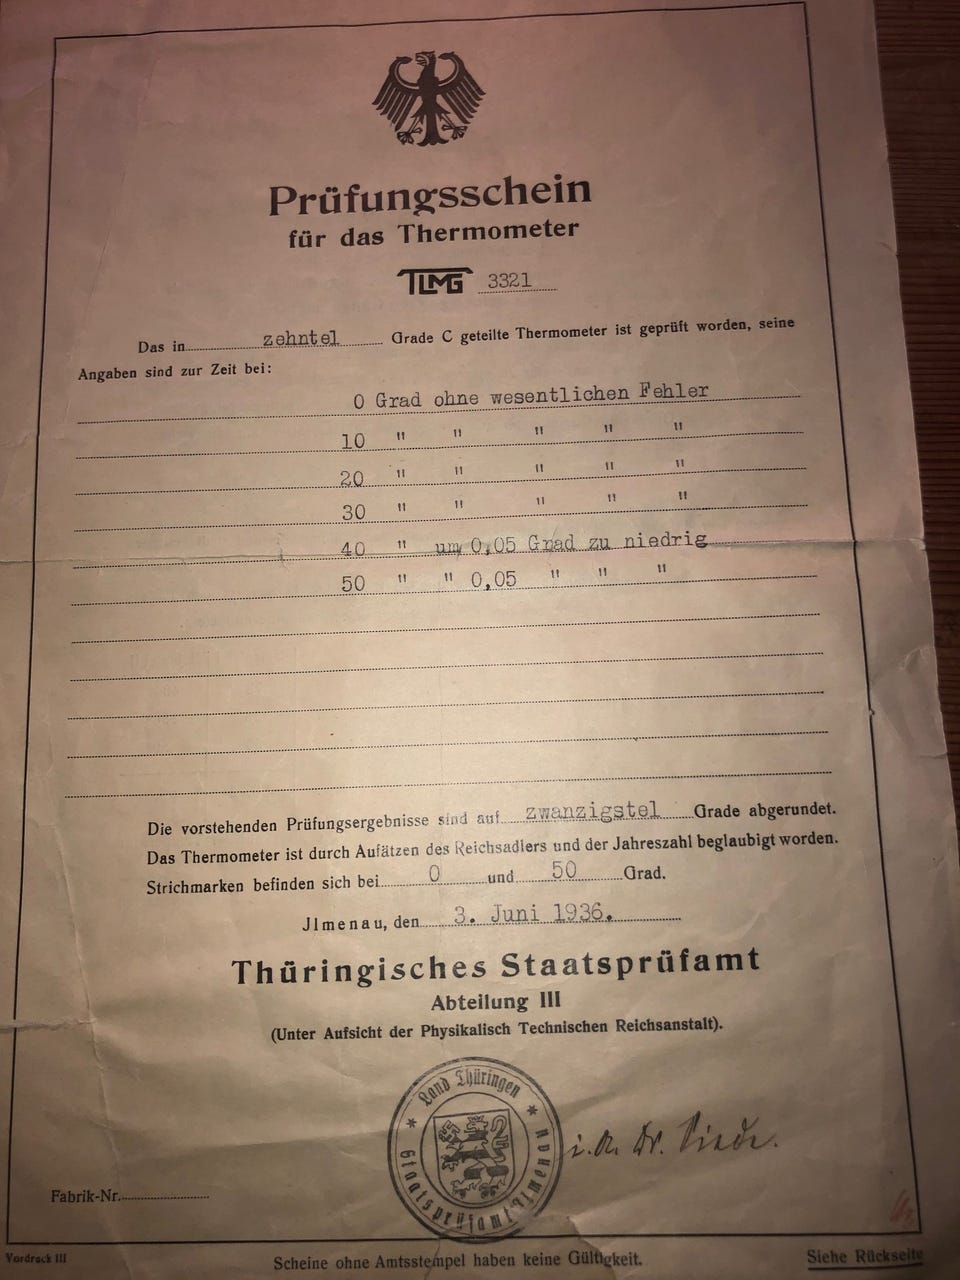 Prüfungsschein
für das Thermometer
TLMG 3321
Das in zehntel Grade C geteilte Thermometer ist geprüft worden, seine
Angaben sind zur Zeit bei:
0 Grad ohne wesentlichen Fehler
10 " " " " "
20 " " " " "
30 " " " " "
40 " um 0,05 Grad zu niedrig
50 " " 0,05 " " "
Die vorstehenden Prüfungsergebnisse sind auf zwanzigstel Grade abgerundet.
Das Thermometer ist durch Aufätzen des Reichsadlers und der Jahreszahl beglaubigt worden.
Strichmarken befinden sich bei 0 und 50 Grad.
Jlmenau, den 3. Juni 1936.
Thüringisches Staatsprüfamt
Abteilung III
(Unter Aufsicht der Physikalisch Technischen Reichsanstalt).
Land Thüringen
Staatsprüfamt Ilmenau
i. A. Dr.
Fabrik-Nr.
Vordruck III
Scheine ohne Amtsstempel haben keine Gültigkeit.
Siehe Rückseite